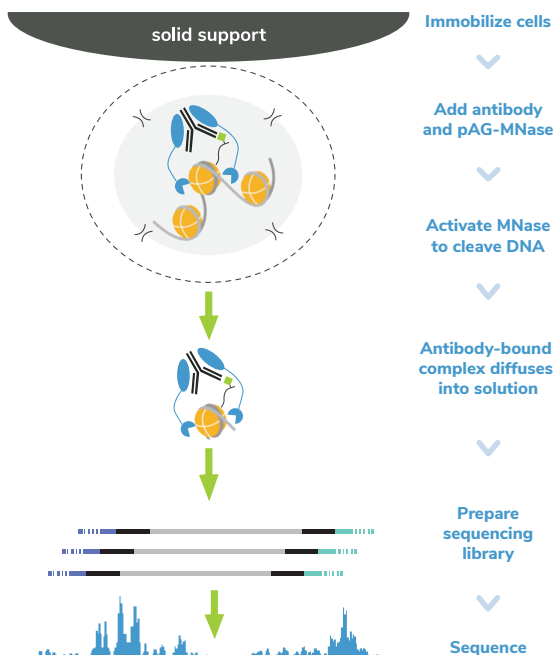 solid support
Immobilize cells
Add antibody
and pAG-MNase
Activate MNase
to cleave DNA
Antibody-bound
complex diffuses
into solution
Prepare
sequencing
library
Sequence